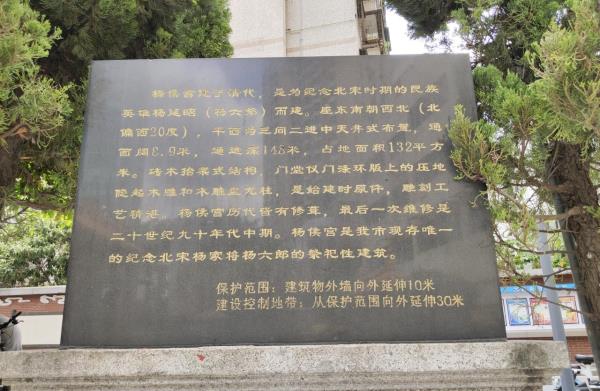 杨侯宫建于清代，是为纪念北宋时期的民族
英雄杨延昭（杨六郎）而建。座东南朝西北（北
偏西20度），平面为三间二进中天井式布置，通
面阔8.9米，通进深14.8米，占地面积132平方
米。砖木抬梁式结构，门堂仪门漆环版上的压地
隐起木雕和本雕盘龙柱，是始建时原件，雕刻工
艺精湛。杨侯宫历代皆有修葺，最后一次维修是
二十世纪九十年代中期。杨侯宫是我市现存唯一
的纪念北宋杨家将杨六郎的祭祀性建筑。
保护范围：建筑物外墙向外延伸10米
建设控制地带：从保护范围向外延伸30米